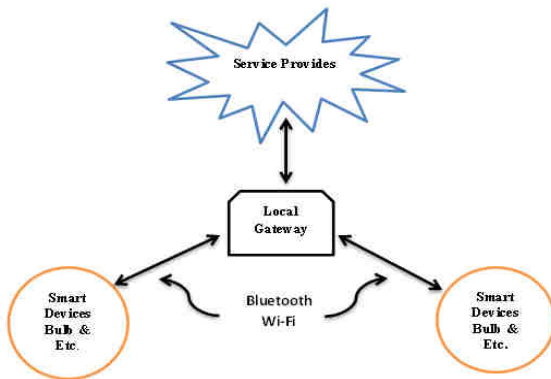 Service Provides
Local
Gateway
Smart
Devices
Bulb &
Etc.
Bluetooth
Wi-Fi
Smart
Devices
Bulb &
Etc.